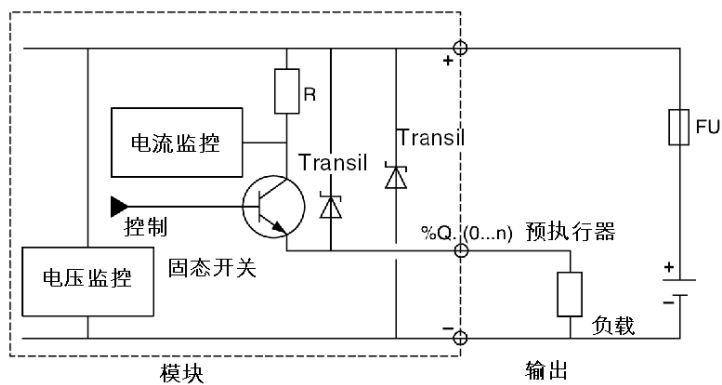 +
R
FU
电流监控
Transil
Transil
控制
%Q. (0...n) 预执行器
固态开关
电压监控
+
−
−
负载
模块
输出